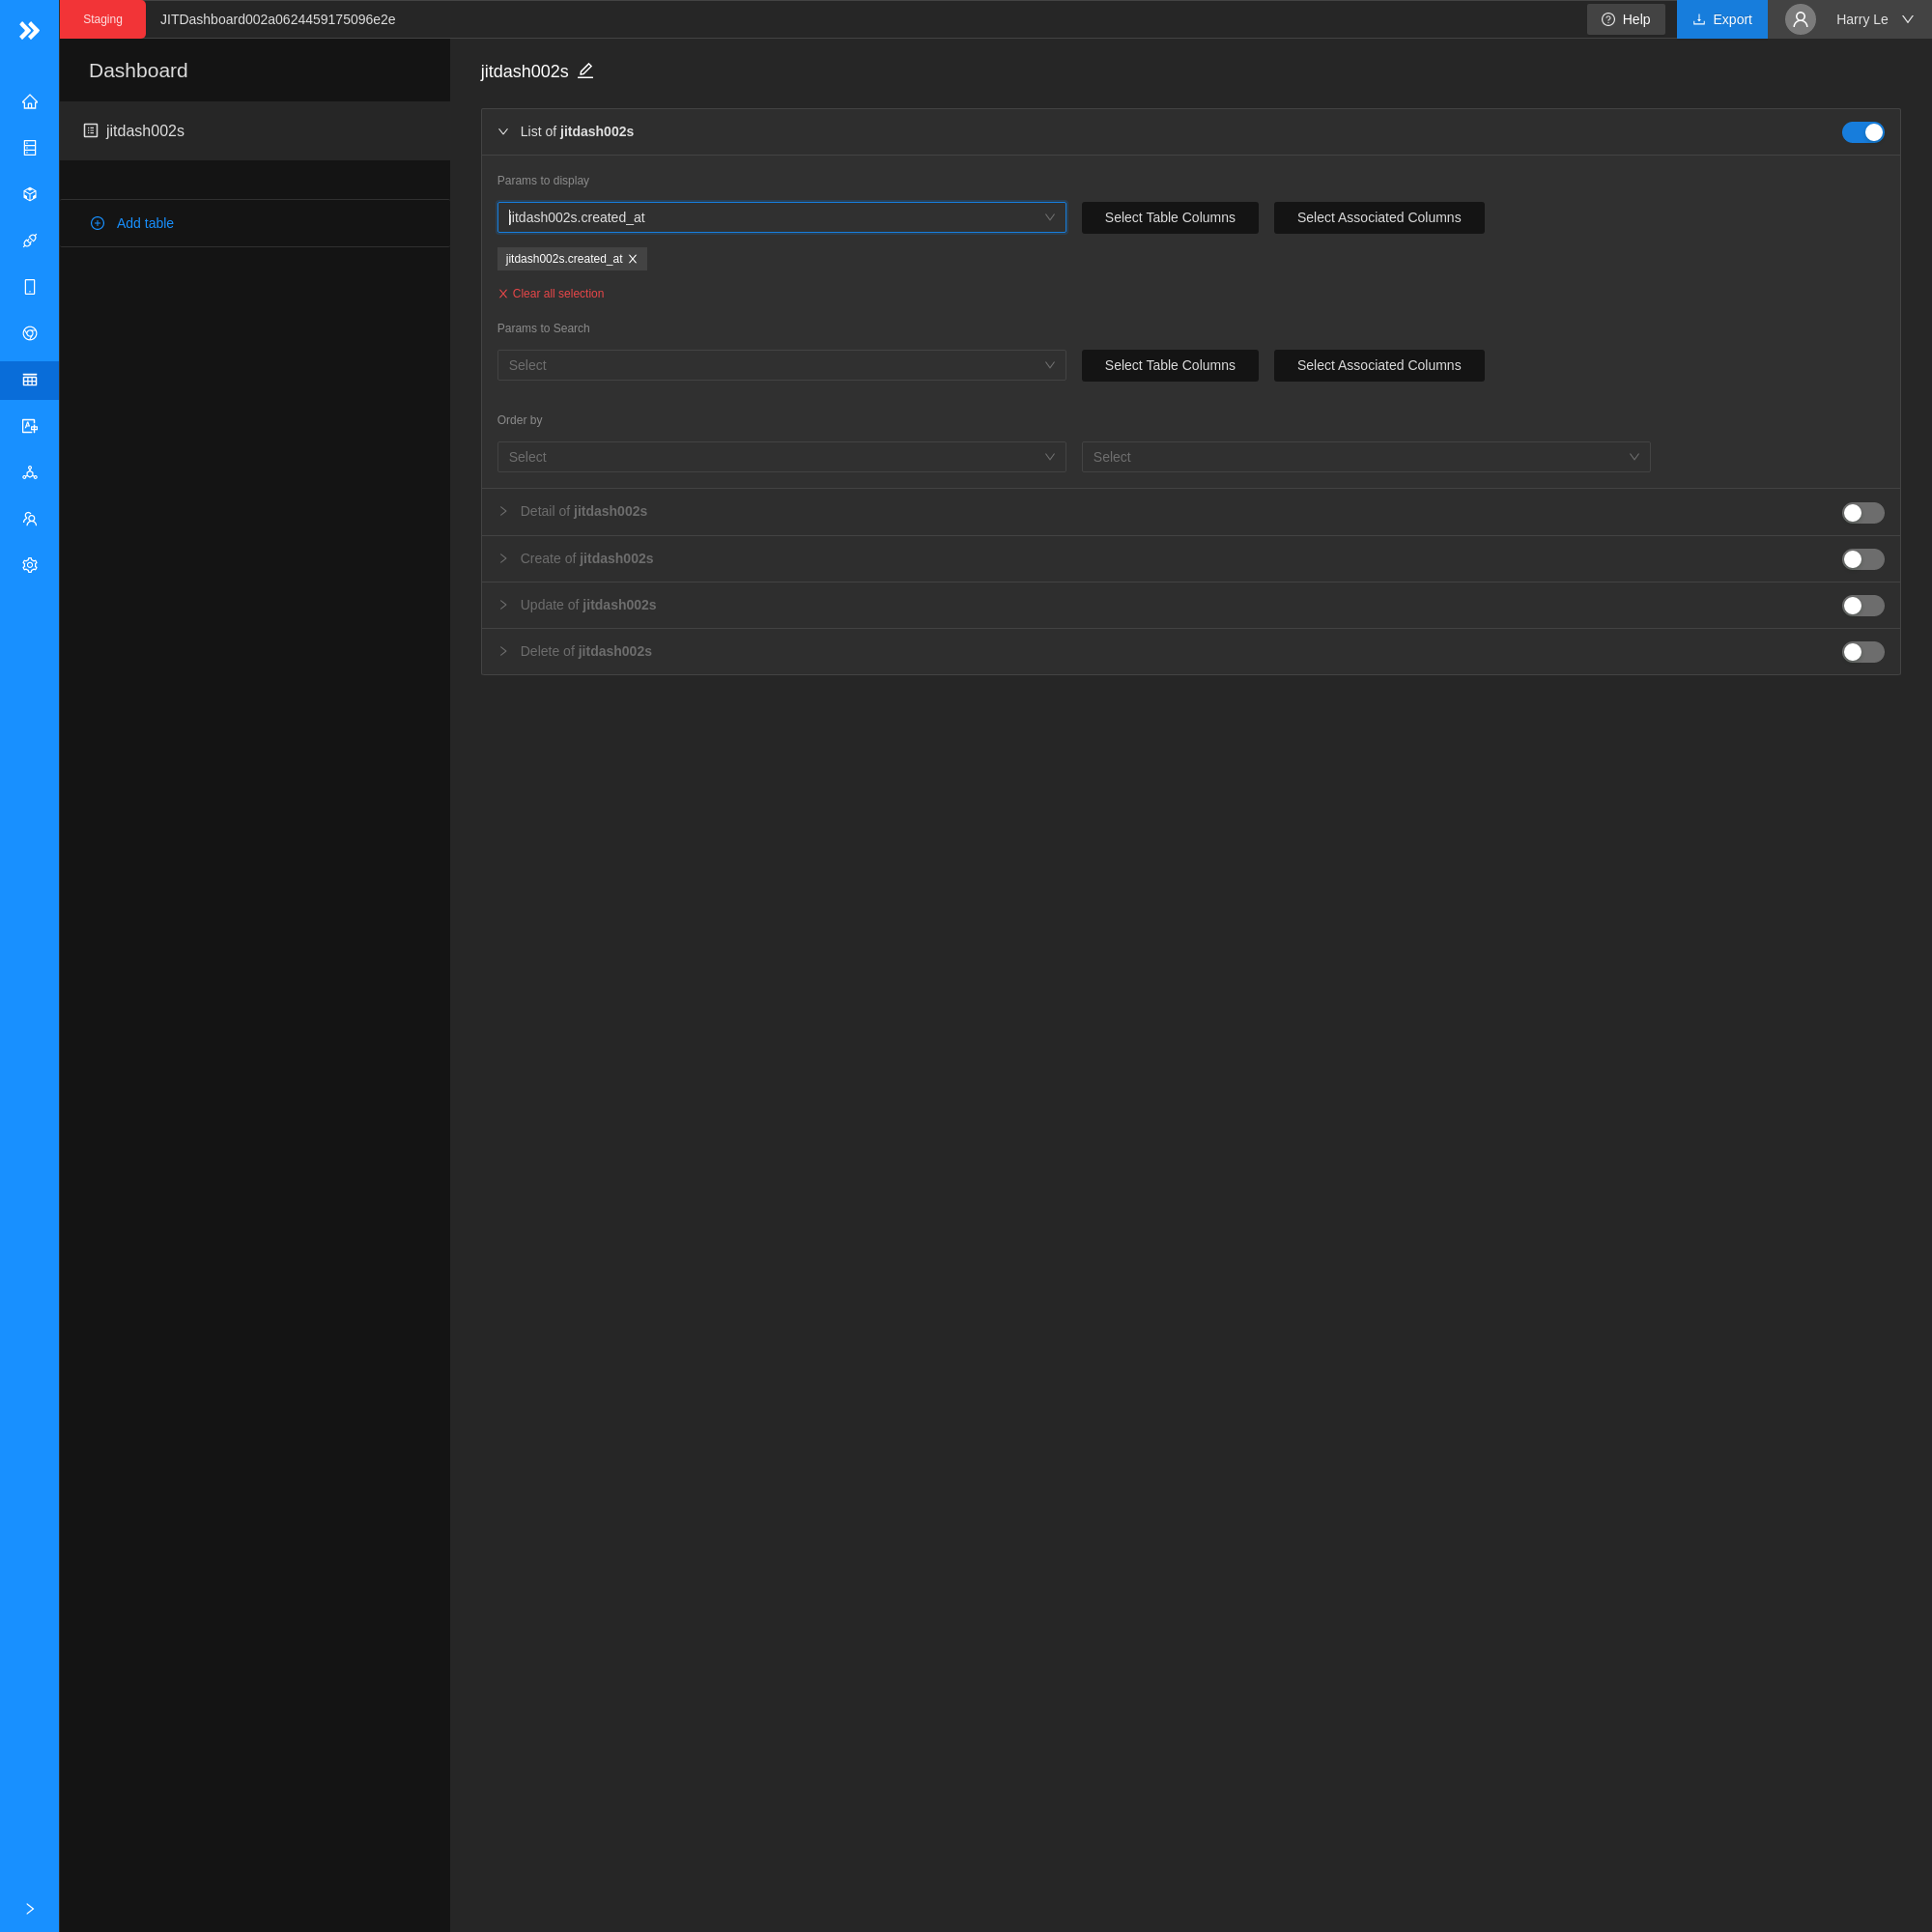 Staging JITDashboard002a0624459175096e2e Help Export Harry Le
Dashboard
jitdash002s
Add table
jitdash002s
List of jitdash002s
Params to display
jitdash002s.created_at Select Table Columns Select Associated Columns
jitdash002s.created_at
Clear all selection
Params to Search
Select Select Table Columns Select Associated Columns
Order by
Select Select
Detail of jitdash002s
Create of jitdash002s
Update of jitdash002s
Delete of jitdash002s